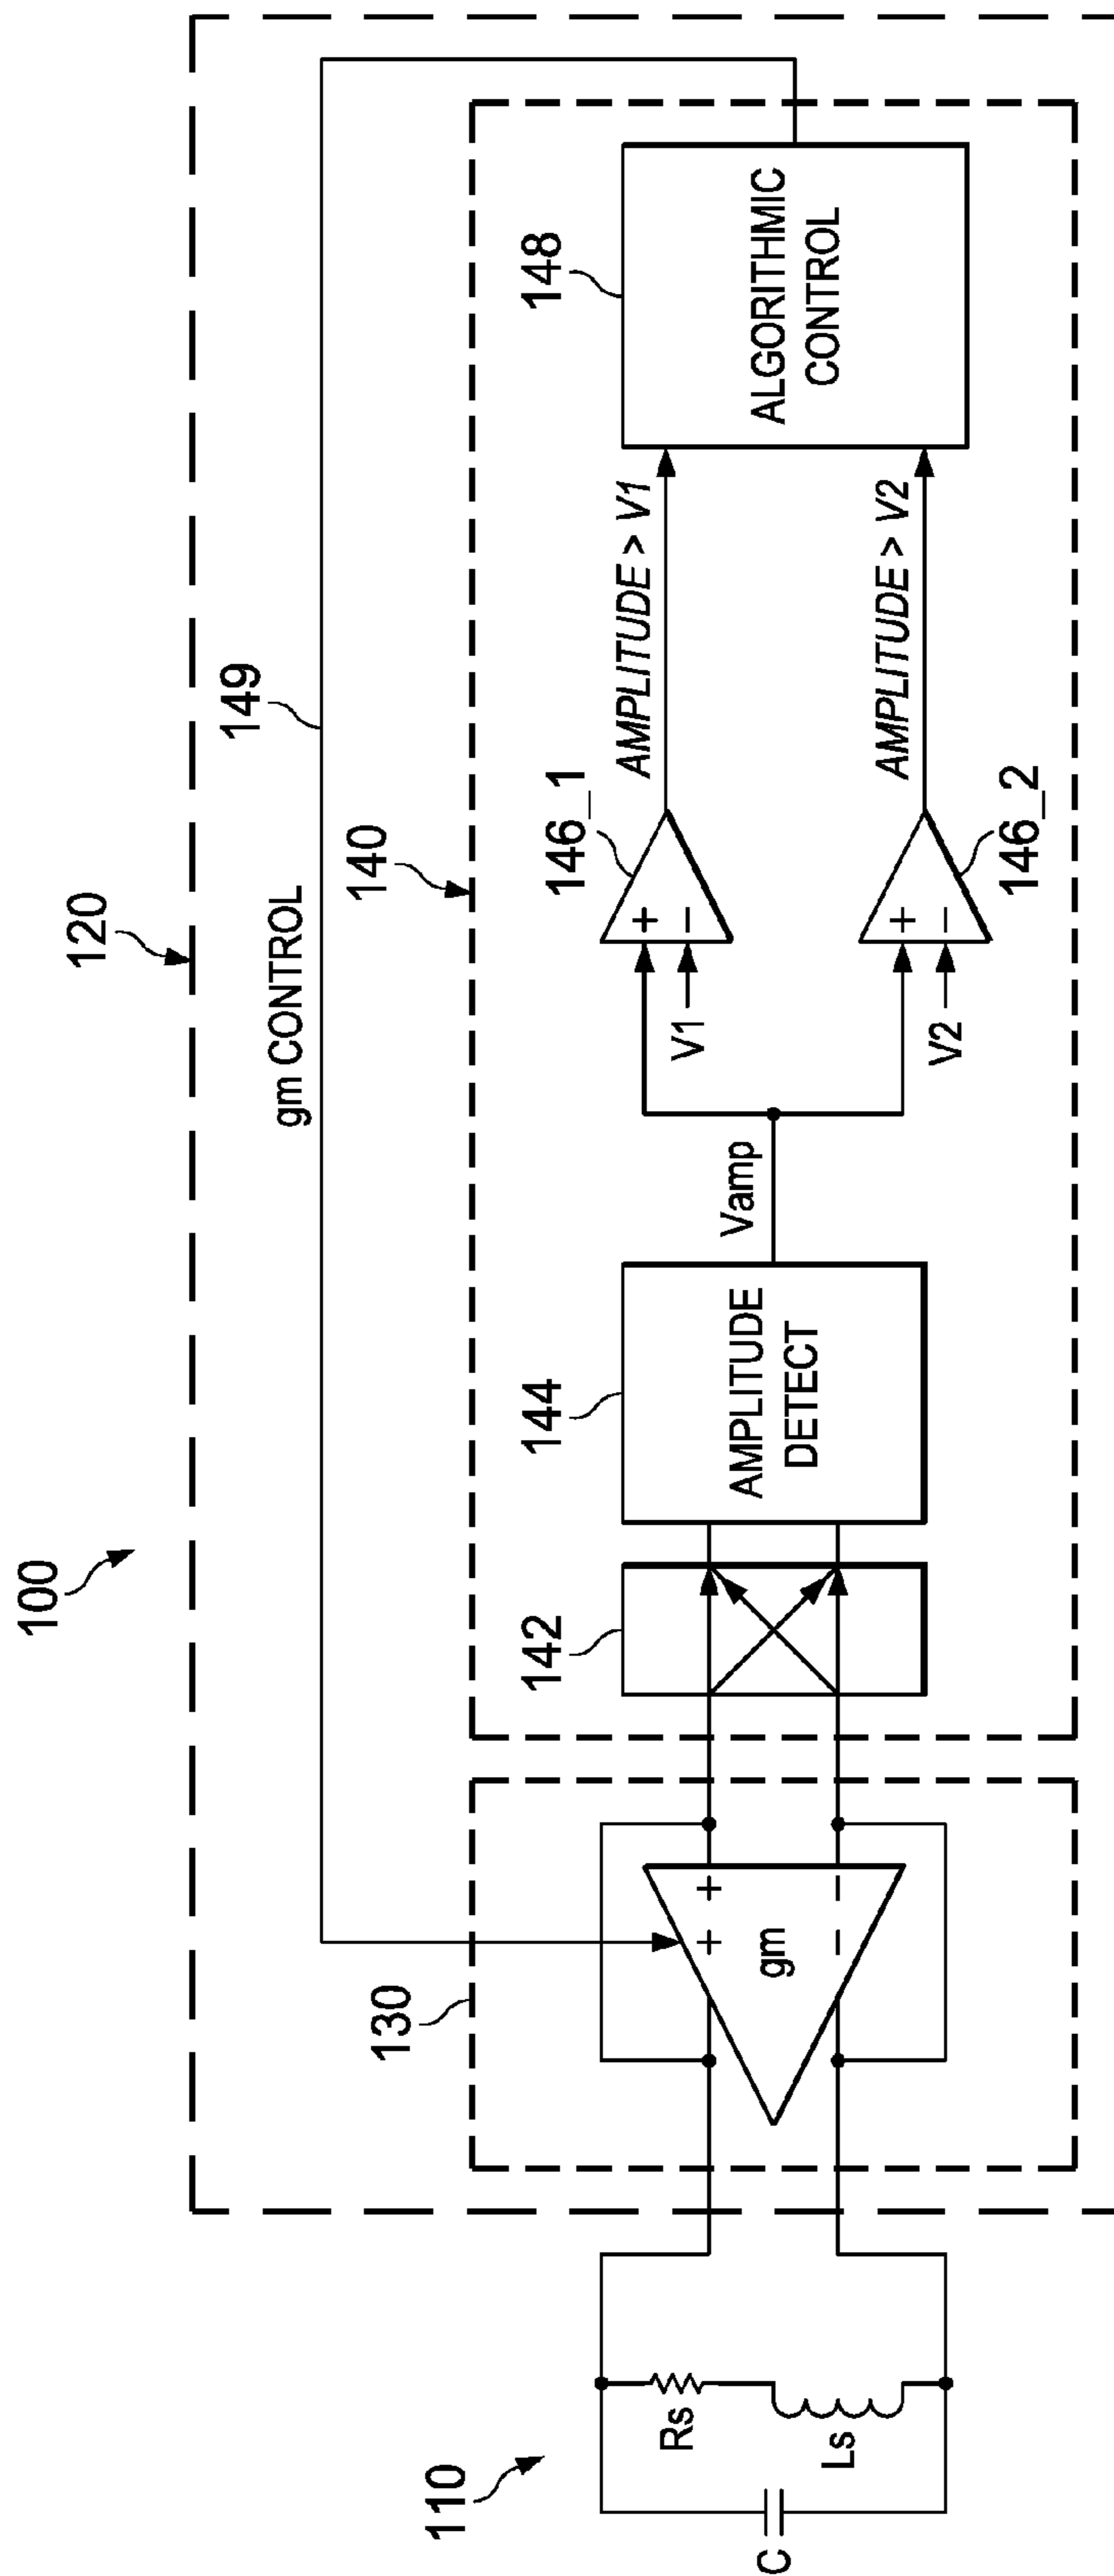 100
120
149
gm CONTROL
140
130
110
C
Rs
Ls
+ +
- -
gm
142
144
AMPLITUDE
DETECT
Vamp
V1
+
-
146_1
AMPLITUDE > V1
V2
+
-
146_2
AMPLITUDE > V2
148
ALGORITHMIC
CONTROL